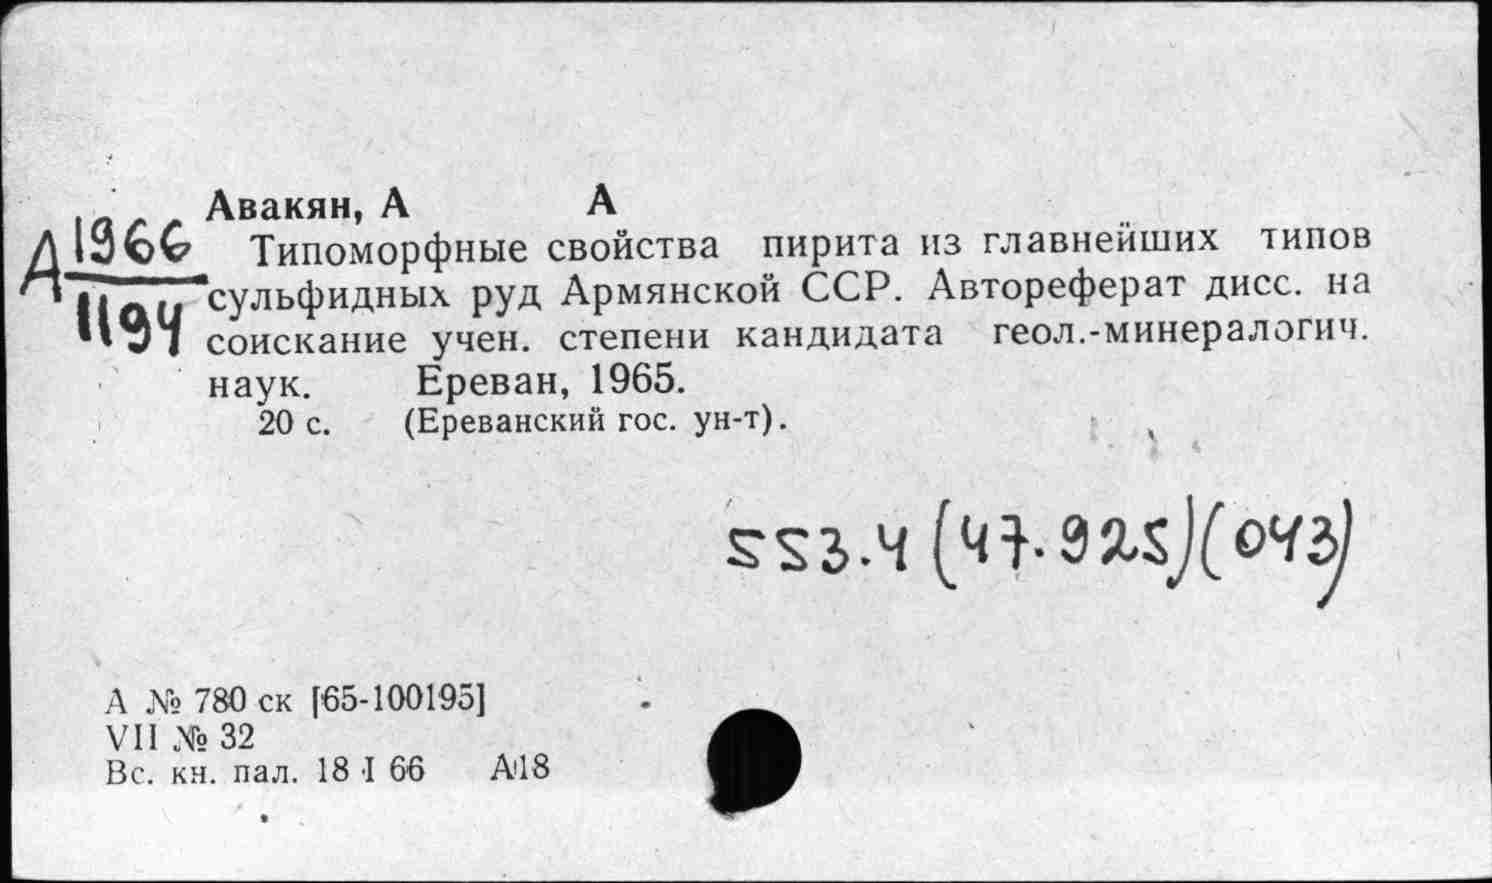 Авакян, А А
Д 1966
1194
Типоморфные свойства пирита из главнейших типов
сульфидных руд Армянской ССР. Автореферат дисс. на
соискание учен. степени кандидата геол.-минералогич.
наук. Ереван, 1965.
20 с. (Ереванский гос. ун-т).
553.4 (47.925)(043)
А № 780 ск [65-100195]
VII № 32
Вс. кн. пал. 18 I 66 А18